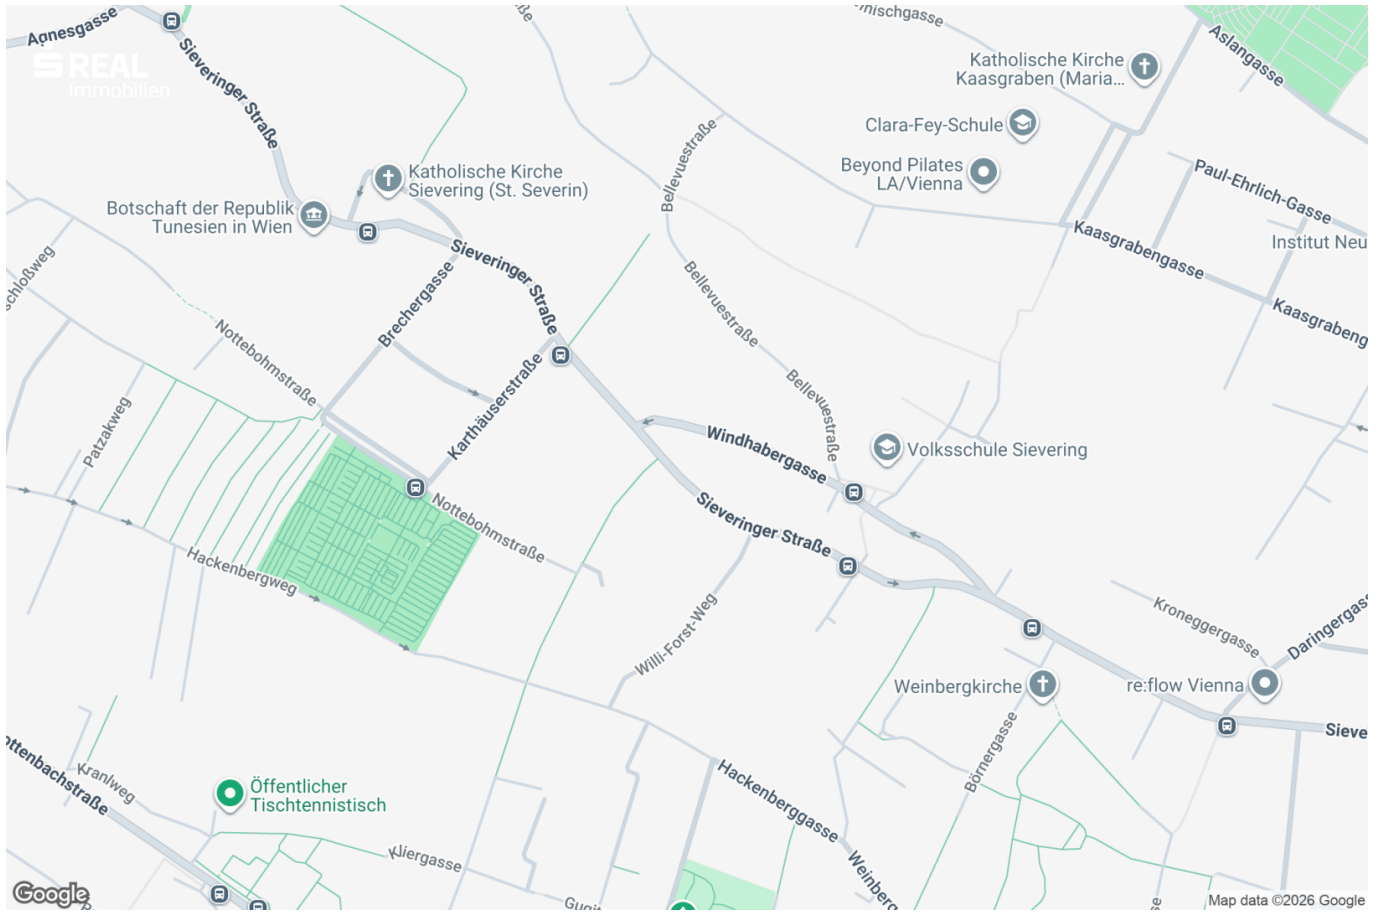 Agnesgasse
REAL
Immobilien
Sieveringer Straße
Aslangasse
Katholische Kirche
Kaasgraben (Maria...
Clara-Fey-Schule
Beyond Pilates
LA/Vienna
Paul-Ehrlich-Gasse
Institut Neu
Kaasgrabengasse
Kaasgrabeng
Katholische Kirche
Sievering (St. Severin)
Botschaft der Republik
Tunesien in Wien
Sieveringer Straße
Bellevuestraße
Bellevuestraße
Bellevuestraße
Brechergasse
Nottebohmstraße
Karthäuserstraße
Patzakweg
Windhabergasse
Volksschule Sievering
Sieveringer Straße
Nottebohmstraße
Hackenbergweg
Willi-Forst-Weg
Kroneggergasse
Daringergass
Weinbergkirche
re:flow Vienna
Börnergasse
Sieve
ottenbachstraße
Kranlweg
Öffentlicher
Tischtennistisch
Hackenberggasse
Kliergasse
Weinberg
Gugit
Google
Map data ©2026 Google